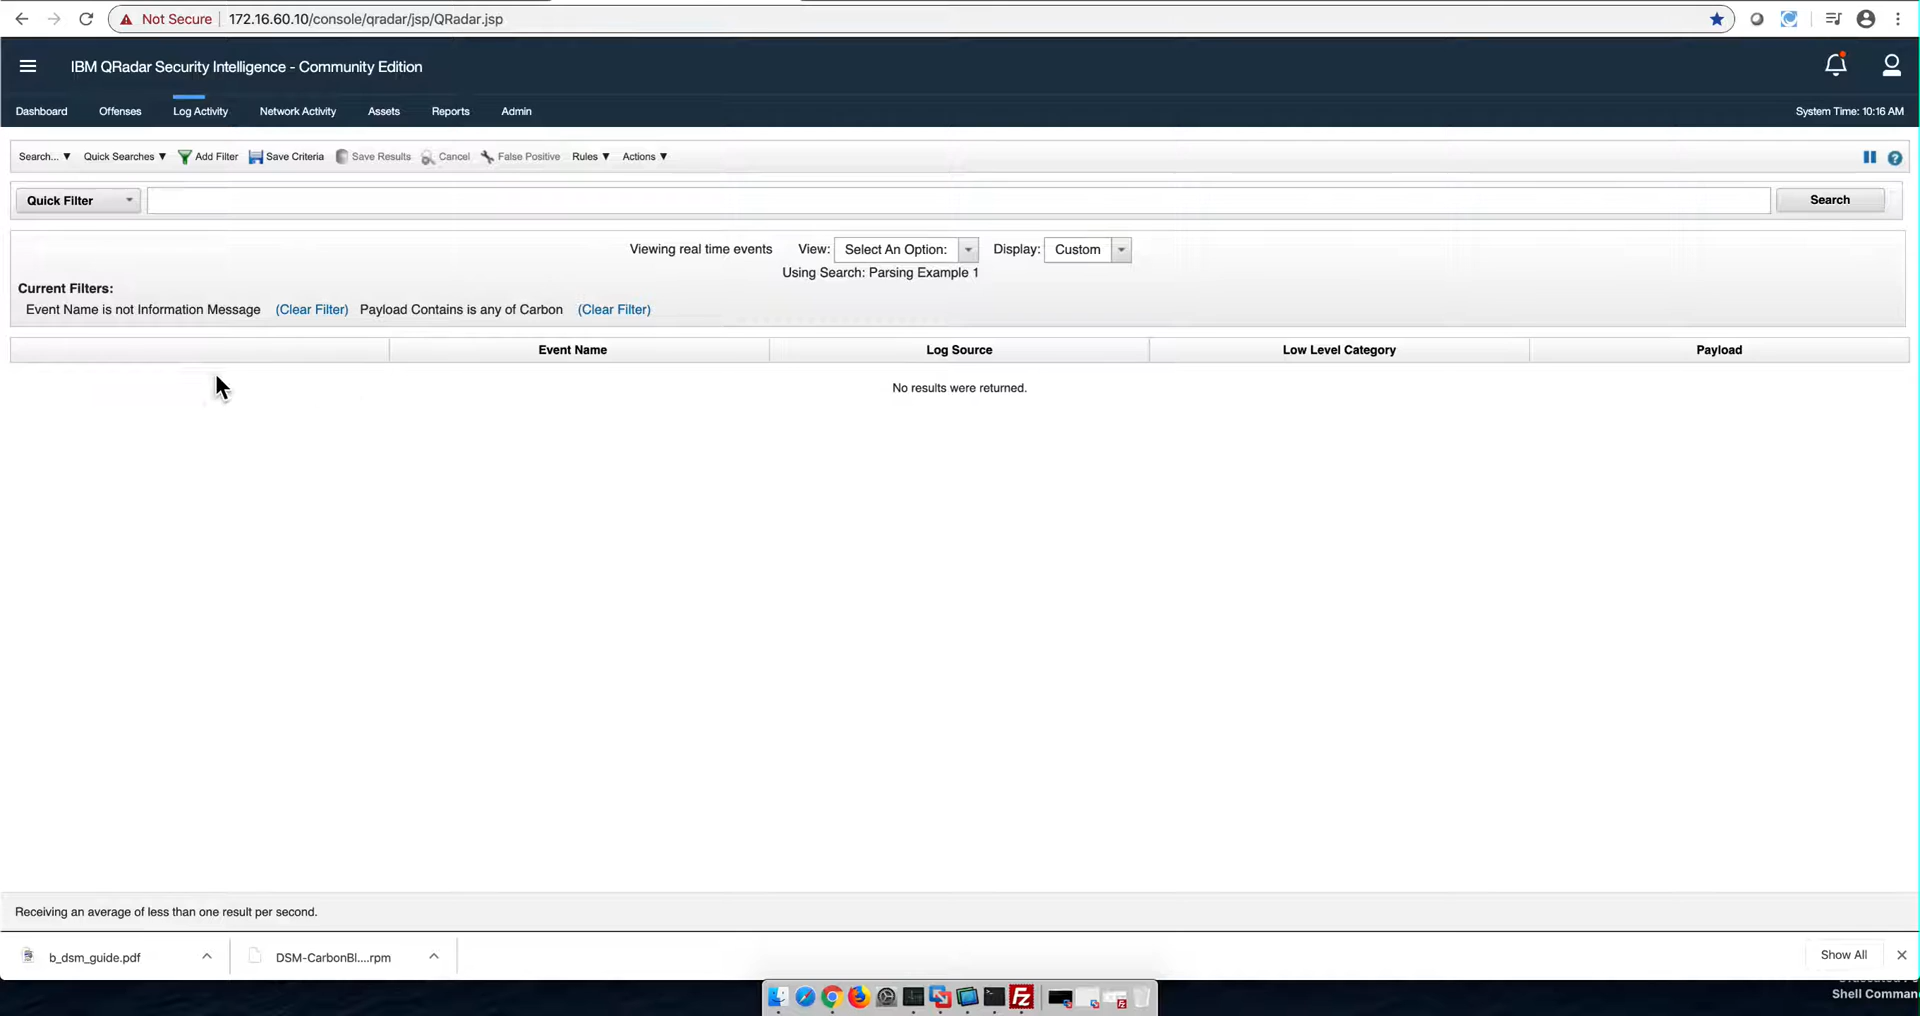 Not Secure 172.16.60.10/console/qradar/jsp/QRadar.jsp
IBM QRadar Security Intelligence - Community Edition
Dashboard Offenses Log Activity Network Activity Assets Reports Admin System Time: 10:16 AM
Search... Quick Searches Add Filter Save Criteria Save Results Cancel False Positive Rules Actions
Quick Filter Search
Viewing real time events View: Select An Option: Display: Custom
Using Search: Parsing Example 1
Current Filters:
Event Name is not Information Message (Clear Filter) Payload Contains is any of Carbon (Clear Filter)
Event Name Log Source Low Level Category Payload
No results were returned.
Receiving an average of less than one result per second.
b_dsm_guide.pdf DSM-CarbonBl....rpm Show All
Shell Comman